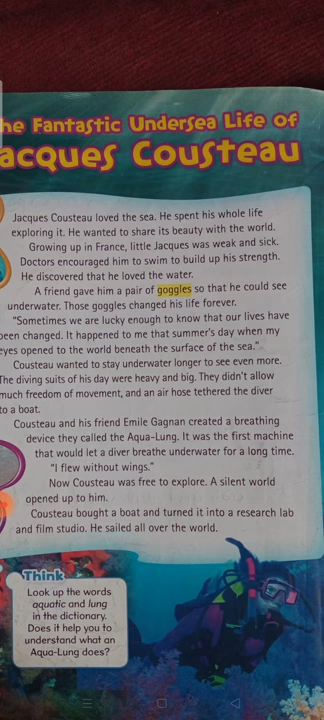 he Fantastic Undersea Life of
acques Cousteau
Jacques Cousteau loved the sea. He spent his whole life
exploring it. He wanted to share its beauty with the world.
Growing up in France, little Jacques was weak and sick.
Doctors encouraged him to swim to build up his strength.
He discovered that he loved the water.
A friend gave him a pair of goggles so that he could see
underwater. Those goggles changed his life forever.
"Sometimes we are lucky enough to know that our lives have
been changed. It happened to me that summer's day when my
eyes opened to the world beneath the surface of the sea."
Cousteau wanted to stay underwater longer to see even more.
The diving suits of his day were heavy and big. They didn't allow
much freedom of movement, and an air hose tethered the diver
to a boat.
Cousteau and his friend Emile Gagnan created a breathing
device they called the Aqua-Lung. It was the first machine
that would let a diver breathe underwater for a long time.
"I flew without wings."
Now Cousteau was free to explore. A silent world
opened up to him.
Cousteau bought a boat and turned it into a research lab
and film studio. He sailed all over the world.
Think
Look up the words
aquatic and lung
in the dictionary.
Does it help you to
understand what an
Aqua-Lung does?